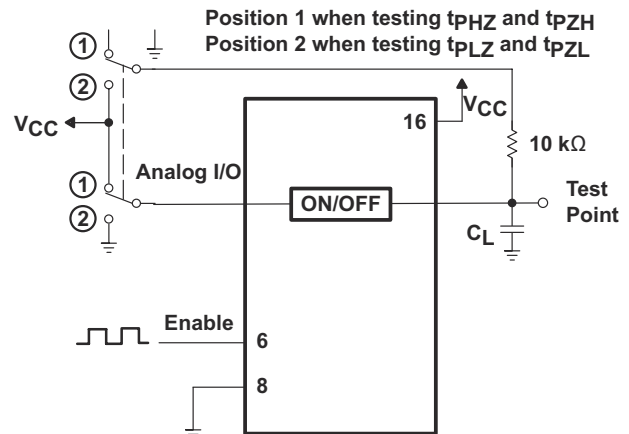 Position 1 when testing tPHZ and tPZH
Position 2 when testing tPLZ and tPZL
1
2
VCC
VCC
16
10 kΩ
1
Analog I/O
ON/OFF
Test
Point
2
CL
Enable
6
8